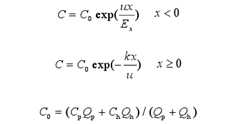 C = C₀ exp(ux/Eₓ) x < 0
C = C₀ exp(−kx/u) x ≥ 0
C₀ = (CₚQₚ + CₕQₕ) / (Qₚ + Qₕ)